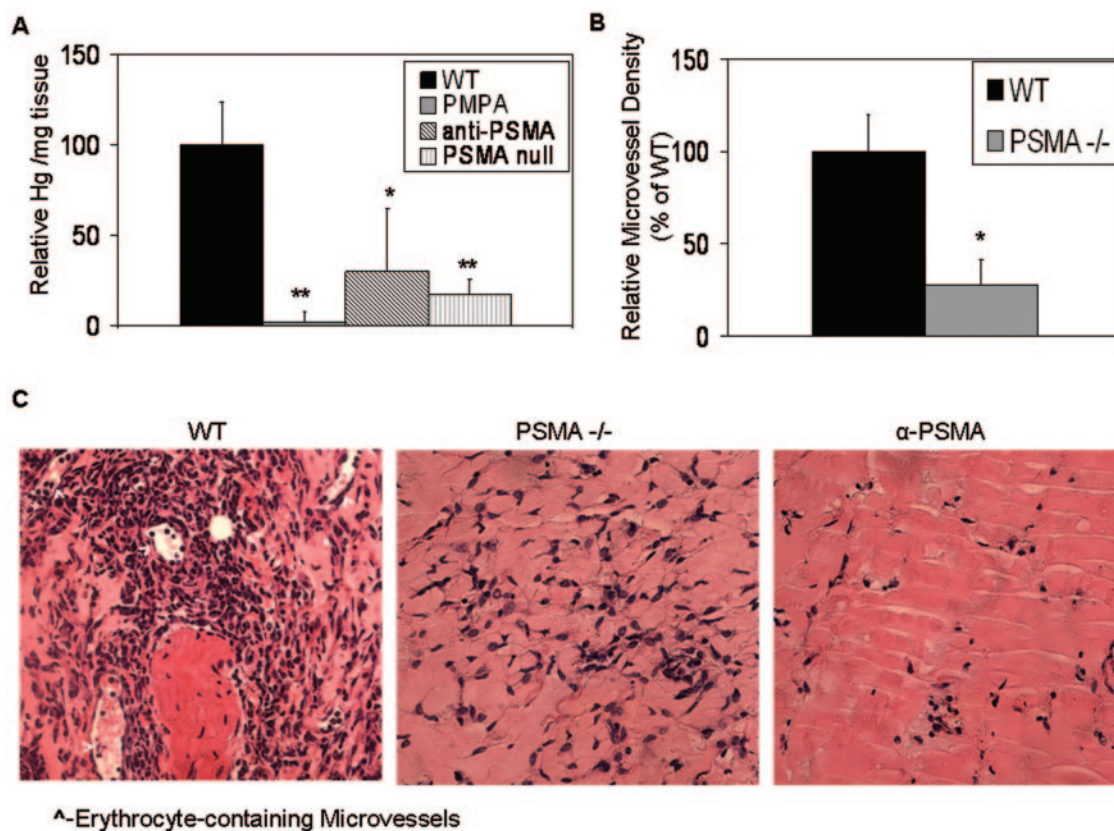 A
Relative Hg /mg tissue
150
100
50
0
WT
PMPA
anti-PSMA
PSMA null
**
*
**
B
Relative Microvessel Density
(% of WT)
150
100
50
0
WT
PSMA -/-
*
C
WT
PSMA -/-
α-PSMA
^-Erythrocyte-containing Microvessels